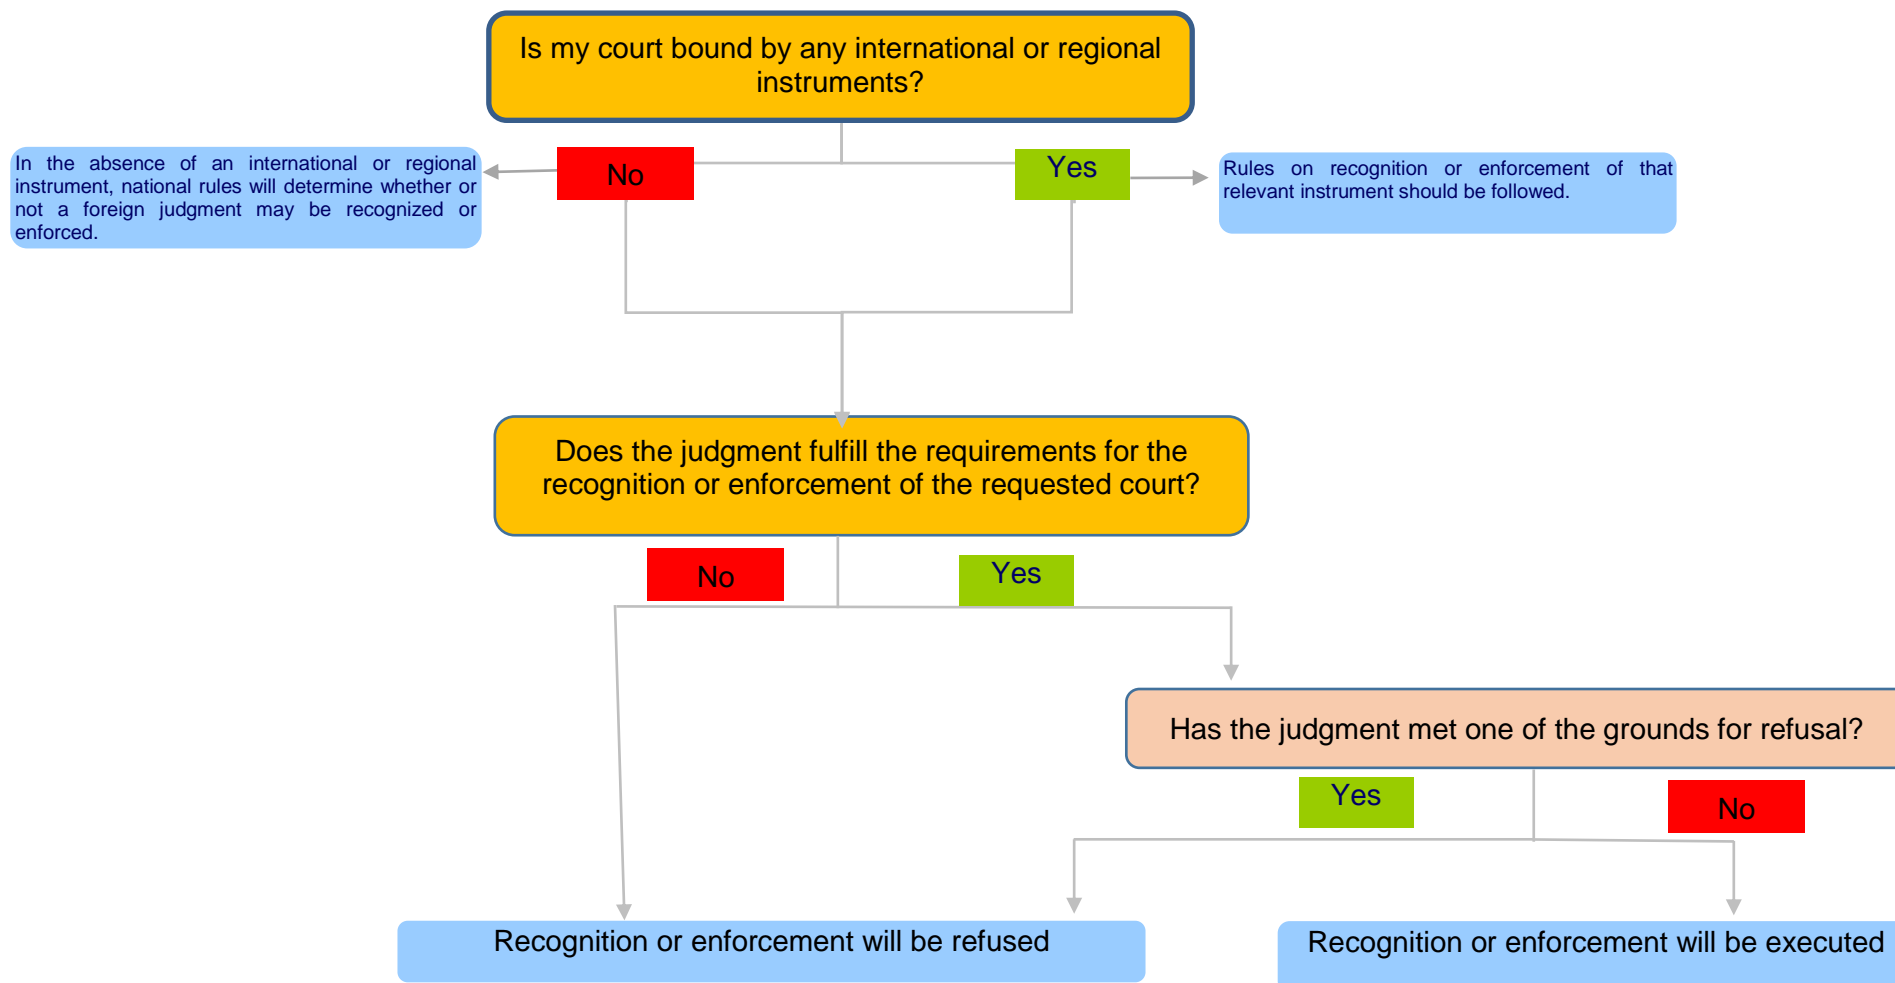 Is my court bound by any international or regional
instruments?
In the absence of an international or regional
instrument, national rules will determine whether or
not a foreign judgment may be recognized or
enforced.
No
Yes
Rules on recognition or enforcement of that
relevant instrument should be followed.
Does the judgment fulfill the requirements for the
recognition or enforcement of the requested court?
No
Yes
Has the judgment met one of the grounds for refusal?
Yes
No
Recognition or enforcement will be refused
Recognition or enforcement will be executed